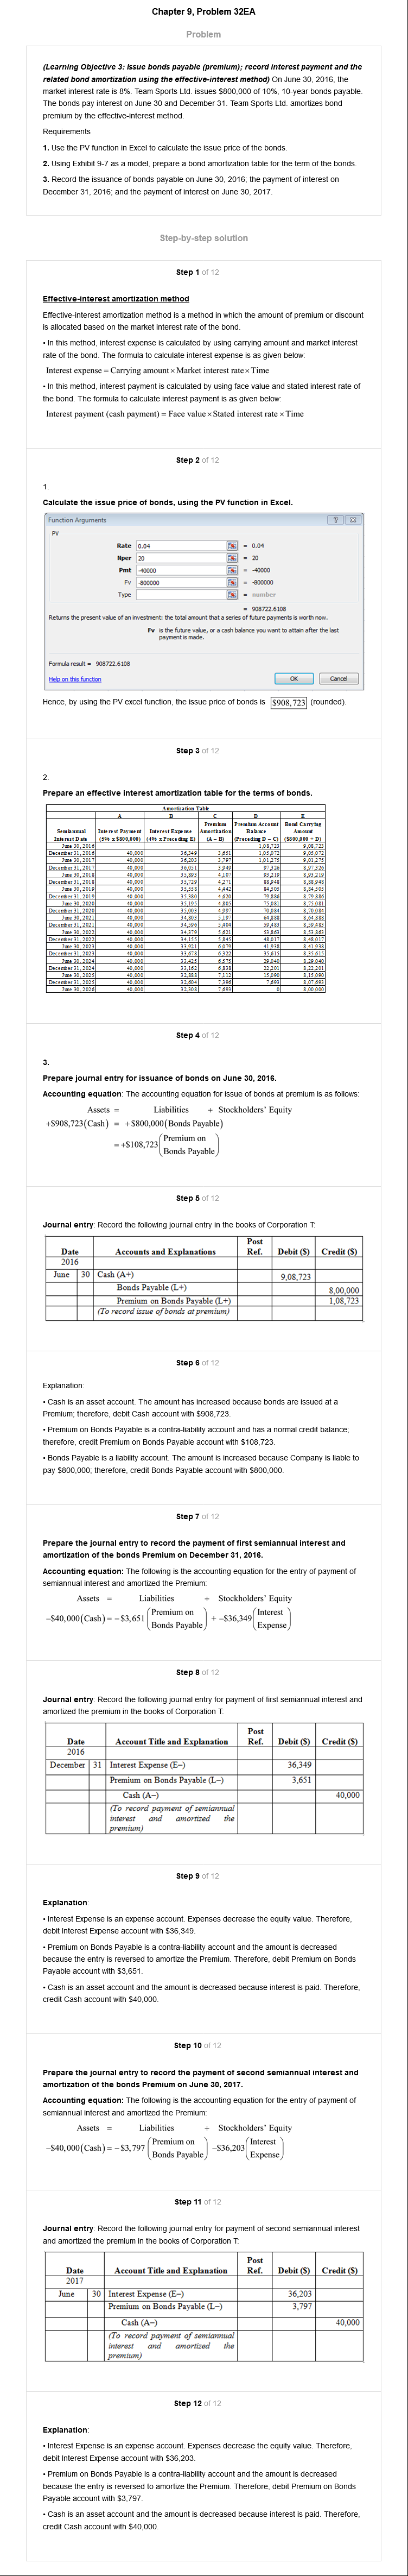 Chapter 9, Problem 32EA
Problem
(Learning Objective 3: Issue bonds payable (premium); record interest payment and the
related bond amortization using the effective-interest method) On June 30, 2016, the
market interest rate is 8%. Team Sports Ltd. issues $800,000 of 10%, 10-year bonds payable.
The bonds pay interest on June 30 and December 31. Team Sports Ltd. amortizes bond
premium by the effective-interest method.
Requirements
1. Use the PV function in Excel to calculate the issue price of the bonds.
2. Using Exhibit 9-7 as a model, prepare a bond amortization table for the term of the bonds.
3. Record the issuance of bonds payable on June 30, 2016; the payment of interest on
December 31, 2016; and the payment of interest on June 30, 2017.
Step-by-step solution
Step 1 of 12
Effective-interest amortization method
Effective-interest amortization method is a method in which the amount of premium or discount
is allocated based on the market interest rate of the bond.
• In this method, interest expense is calculated by using carrying amount and market interest
rate of the bond. The formula to calculate interest expense is as given below:
Interest expense = Carrying amount × Market interest rate × Time
• In this method, interest payment is calculated by using face value and stated interest rate of
the bond. The formula to calculate interest payment is as given below:
Interest payment (cash payment) = Face value × Stated interest rate × Time
Step 2 of 12
1.
Calculate the issue price of bonds, using the PV function in Excel.
Function Arguments
PV
Rate 0.04 = 0.04
Nper 20 = 20
Pmt -40000 = -40000
Fv -800000 = -800000
Type = number
= 908722.6108
Returns the present value of an investment: the total amount that a series of future payments is worth now.
Fv is the future value, or a cash balance you want to attain after the last
payment is made.
Formula result = 908722.6108
Help on this function OK Cancel
Hence, by using the PV excel function, the issue price of bonds is $908,723 (rounded).
Step 3 of 12
2.
Prepare an effective interest amortization table for the terms of bonds.
Amortization Table
A B C D E
Premium Premium Account Bond Carrying
Semiannual Interest Payment Interest Expense Amortization Balance Amount
Interest Date (5% x $800,000) (4% x Preceding E) (A – B) (Preceding D – C) ($800,000 + D)
June 30, 2016 1,08,723 9,08,723
December 31, 2016 40,000 36,349 3,651 1,05,072 9,05,072
June 30, 2017 40,000 36,203 3,797 1,01,275 9,01,275
December 31, 2017 40,000 36,051 3,949 97,326 8,97,326
June 30, 2018 40,000 35,893 4,107 93,219 8,93,219
December 31, 2018 40,000 35,729 4,271 88,948 8,88,948
June 30, 2019 40,000 35,558 4,442 84,505 8,84,505
December 31, 2019 40,000 35,380 4,620 79,886 8,79,886
June 30, 2020 40,000 35,195 4,805 75,081 8,75,081
December 31, 2020 40,000 35,003 4,997 70,084 8,70,084
June 30, 2021 40,000 34,803 5,197 64,888 8,64,888
December 31, 2021 40,000 34,596 5,404 59,483 8,59,483
June 30, 2022 40,000 34,379 5,621 53,863 8,53,863
December 31, 2022 40,000 34,155 5,845 48,017 8,48,017
June 30, 2023 40,000 33,921 6,079 41,938 8,41,938
December 31, 2023 40,000 33,678 6,322 35,615 8,35,615
June 30, 2024 40,000 33,425 6,575 29,040 8,29,040
December 31, 2024 40,000 33,162 6,838 22,201 8,22,201
June 30, 2025 40,000 32,888 7,112 15,090 8,15,090
December 31, 2025 40,000 32,604 7,396 7,693 8,07,693
June 30, 2026 40,000 32,308 7,693 0 8,00,000
Step 4 of 12
3.
Prepare journal entry for issuance of bonds on June 30, 2016.
Accounting equation: The accounting equation for issue of bonds at premium is as follows:
Assets = Liabilities + Stockholders' Equity
+$908,723(Cash) = +$800,000(Bonds Payable)
= +$108,723(Premium on
Bonds Payable)
Step 5 of 12
Journal entry: Record the following journal entry in the books of Corporation T:
Post
Date Accounts and Explanations Ref. Debit ($) Credit ($)
2016
June 30 Cash (A+) 9,08,723
Bonds Payable (L+) 8,00,000
Premium on Bonds Payable (L+) 1,08,723
(To record issue of bonds at premium)
Step 6 of 12
Explanation:
• Cash is an asset account. The amount has increased because bonds are issued at a
Premium; therefore, debit Cash account with $908,723.
• Premium on Bonds Payable is a contra-liability account and has a normal credit balance;
therefore, credit Premium on Bonds Payable account with $108,723.
• Bonds Payable is a liability account. The amount is increased because Company is liable to
pay $800,000; therefore, credit Bonds Payable account with $800,000.
Step 7 of 12
Prepare the journal entry to record the payment of first semiannual interest and
amortization of the bonds Premium on December 31, 2016.
Accounting equation: The following is the accounting equation for the entry of payment of
semiannual interest and amortized the Premium:
Assets = Liabilities + Stockholders' Equity
–$40,000(Cash) = –$3,651(Premium on
Bonds Payable) + –$36,349(Interest
Expense)
Step 8 of 12
Journal entry: Record the following journal entry for payment of first semiannual interest and
amortized the premium in the books of Corporation T:
Post
Date Account Title and Explanation Ref. Debit ($) Credit ($)
2016
December 31 Interest Expense (E–) 36,349
Premium on Bonds Payable (L–) 3,651
Cash (A–) 40,000
(To record payment of semiannual
interest and amortized the
premium)
Step 9 of 12
Explanation:
• Interest Expense is an expense account. Expenses decrease the equity value. Therefore,
debit Interest Expense account with $36,349.
• Premium on Bonds Payable is a contra-liability account and the amount is decreased
because the entry is reversed to amortize the Premium. Therefore, debit Premium on Bonds
Payable account with $3,651.
• Cash is an asset account and the amount is decreased because interest is paid. Therefore,
credit Cash account with $40,000.
Step 10 of 12
Prepare the journal entry to record the payment of second semiannual interest and
amortization of the bonds Premium on June 30, 2017.
Accounting equation: The following is the accounting equation for the entry of payment of
semiannual interest and amortized the Premium:
Assets = Liabilities + Stockholders' Equity
–$40,000(Cash) = –$3,797(Premium on
Bonds Payable) –$36,203(Interest
Expense)
Step 11 of 12
Journal entry: Record the following journal entry for payment of second semiannual interest
and amortized the premium in the books of Corporation T:
Post
Date Account Title and Explanation Ref. Debit ($) Credit ($)
2017
June 30 Interest Expense (E–) 36,203
Premium on Bonds Payable (L–) 3,797
Cash (A–) 40,000
(To record payment of semiannual
interest and amortized the
premium)
Step 12 of 12
Explanation:
• Interest Expense is an expense account. Expenses decrease the equity value. Therefore,
debit Interest Expense account with $36,203.
• Premium on Bonds Payable is a contra-liability account and the amount is decreased
because the entry is reversed to amortize the Premium. Therefore, debit Premium on Bonds
Payable account with $3,797.
• Cash is an asset account and the amount is decreased because interest is paid. Therefore,
credit Cash account with $40,000.